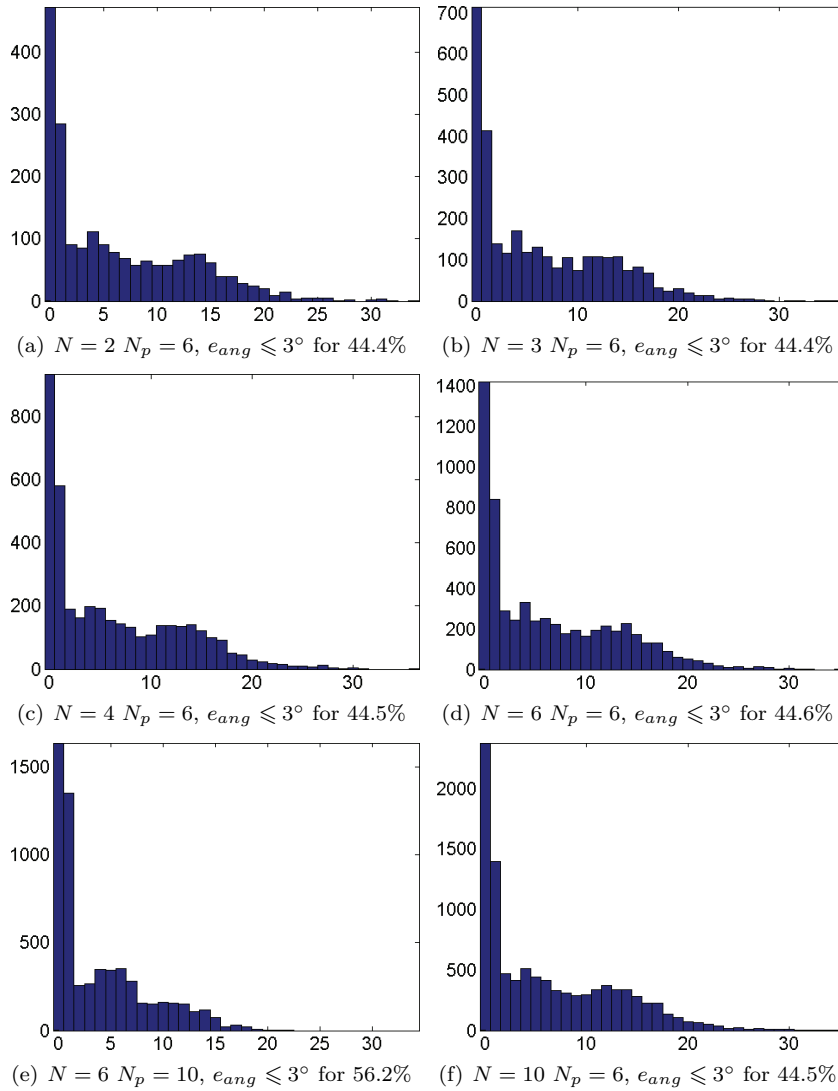 400
300
200
100
0
0 5 10 15 20 25 30
(a) N = 2 N_p = 6, e_ang ⩽ 3° for 44.4%
700
600
500
400
300
200
100
0
0 10 20 30
(b) N = 3 N_p = 6, e_ang ⩽ 3° for 44.4%
800
600
400
200
0
0 10 20 30
(c) N = 4 N_p = 6, e_ang ⩽ 3° for 44.5%
1400
1200
1000
800
600
400
200
0
0 10 20 30
(d) N = 6 N_p = 6, e_ang ⩽ 3° for 44.6%
1500
1000
500
0
0 5 10 15 20 25 30
(e) N = 6 N_p = 10, e_ang ⩽ 3° for 56.2%
2000
1500
1000
500
0
0 10 20 30
(f) N = 10 N_p = 6, e_ang ⩽ 3° for 44.5%